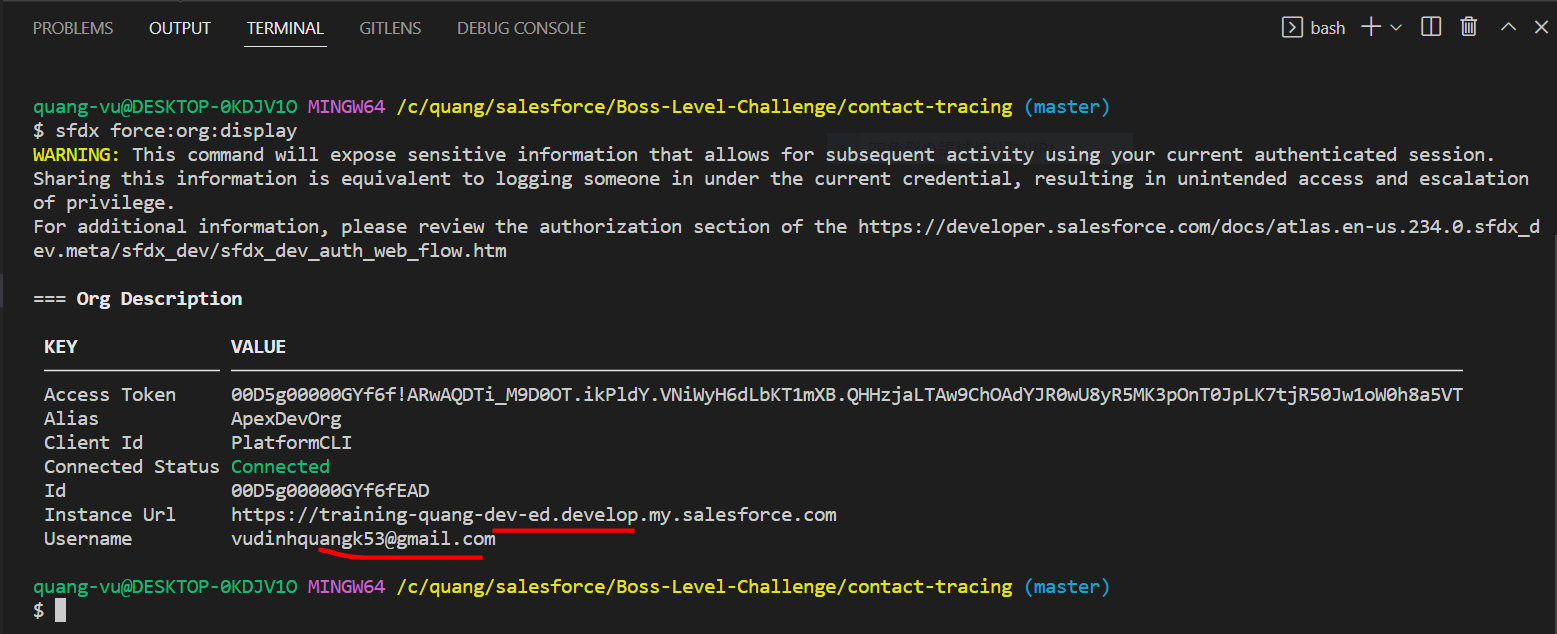 PROBLEMS OUTPUT TERMINAL GITLENS DEBUG CONSOLE bash
quang-vu@DESKTOP-0KDJV1O MINGW64 /c/quang/salesforce/Boss-Level-Challenge/contact-tracing (master)
$ sfdx force:org:display
WARNING: This command will expose sensitive information that allows for subsequent activity using your current authenticated session.
Sharing this information is equivalent to logging someone in under the current credential, resulting in unintended access and escalation
of privilege.
For additional information, please review the authorization section of the https://developer.salesforce.com/docs/atlas.en-us.234.0.sfdx_d
ev.meta/sfdx_dev/sfdx_dev_auth_web_flow.htm
=== Org Description
KEY VALUE
Access Token 00D5g00000GYf6f!ARwAQDTi_M9D0OT.ikPldY.VNiWyH6dLbKT1mXB.QHHzjaLTAw9ChOAdYJR0wU8yR5MK3pOnT0JpLK7tjR50Jw1oW0h8a5VT
Alias ApexDevOrg
Client Id PlatformCLI
Connected Status Connected
Id 00D5g00000GYf6fEAD
Instance Url https://training-quang-dev-ed.develop.my.salesforce.com
Username vudinhquangk53@gmail.com
quang-vu@DESKTOP-0KDJV1O MINGW64 /c/quang/salesforce/Boss-Level-Challenge/contact-tracing (master)
$